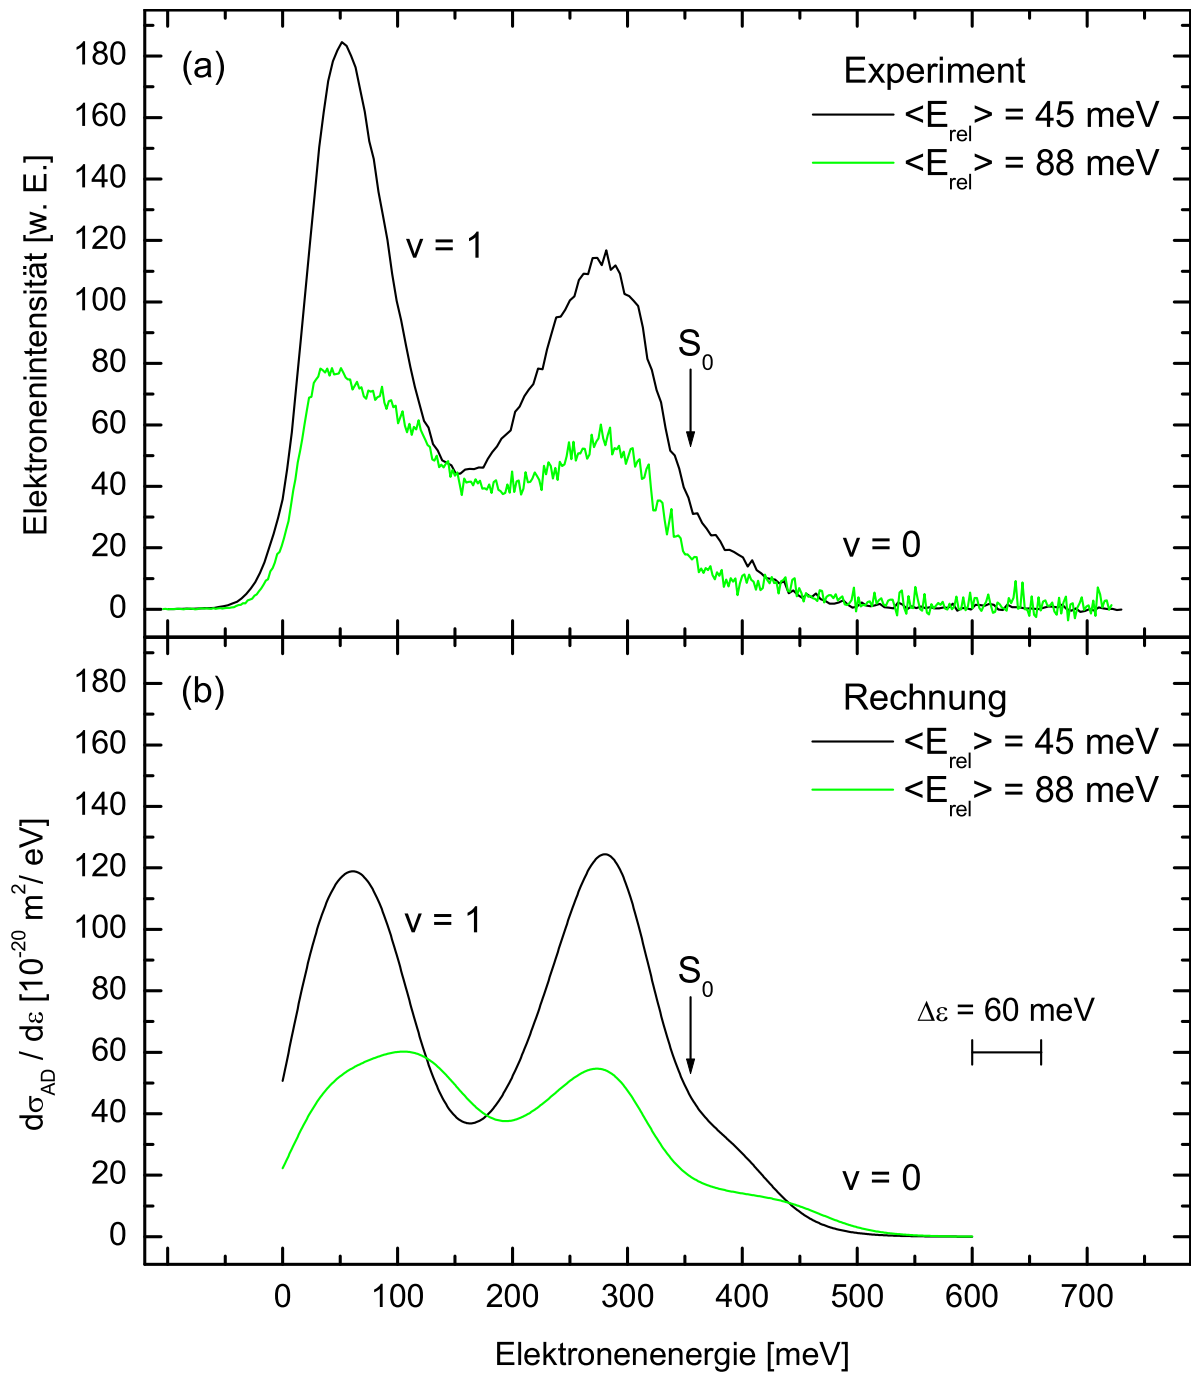 (a)
Experiment
<E_rel> = 45 meV
<E_rel> = 88 meV
180
160
140
120
100
80
60
40
20
0
Elektronenintensität [w. E.]
v = 1
S_0
v = 0
(b)
Rechnung
<E_rel> = 45 meV
<E_rel> = 88 meV
180
160
140
120
100
80
60
40
20
0
dσ_AD / dε [10^-20 m^2/ eV]
v = 1
S_0
Δε = 60 meV
v = 0
0 100 200 300 400 500 600 700
Elektronenenergie [meV]